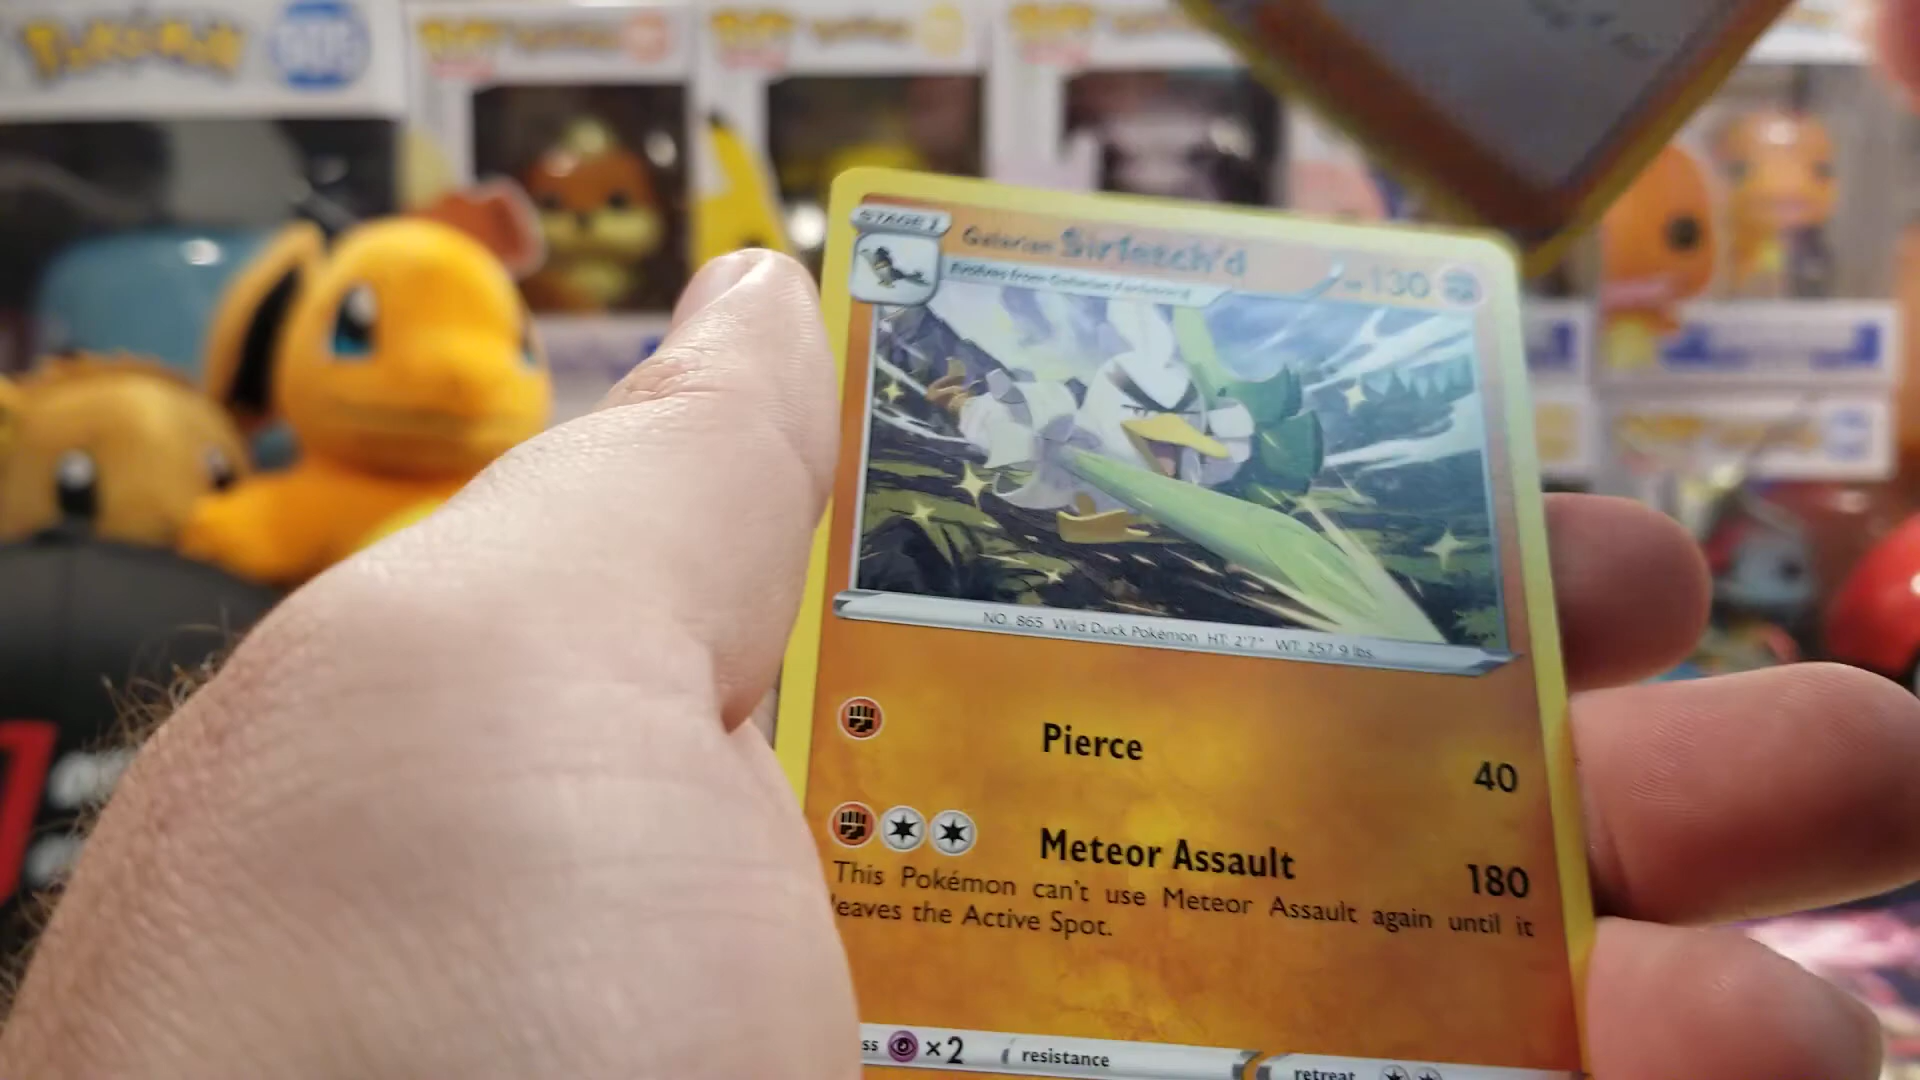 Pokémon
STAGE 1
Galarian Sirfetch'd
130
Evolves from Galarian Farfetch'd
NO. 865 Wild Duck Pokémon HT: 2'7" WT: 257.9 lbs.
Pierce 40
Meteor Assault 180
This Pokémon can't use Meteor Assault again until it
leaves the Active Spot.
ss ×2 resistance retreat